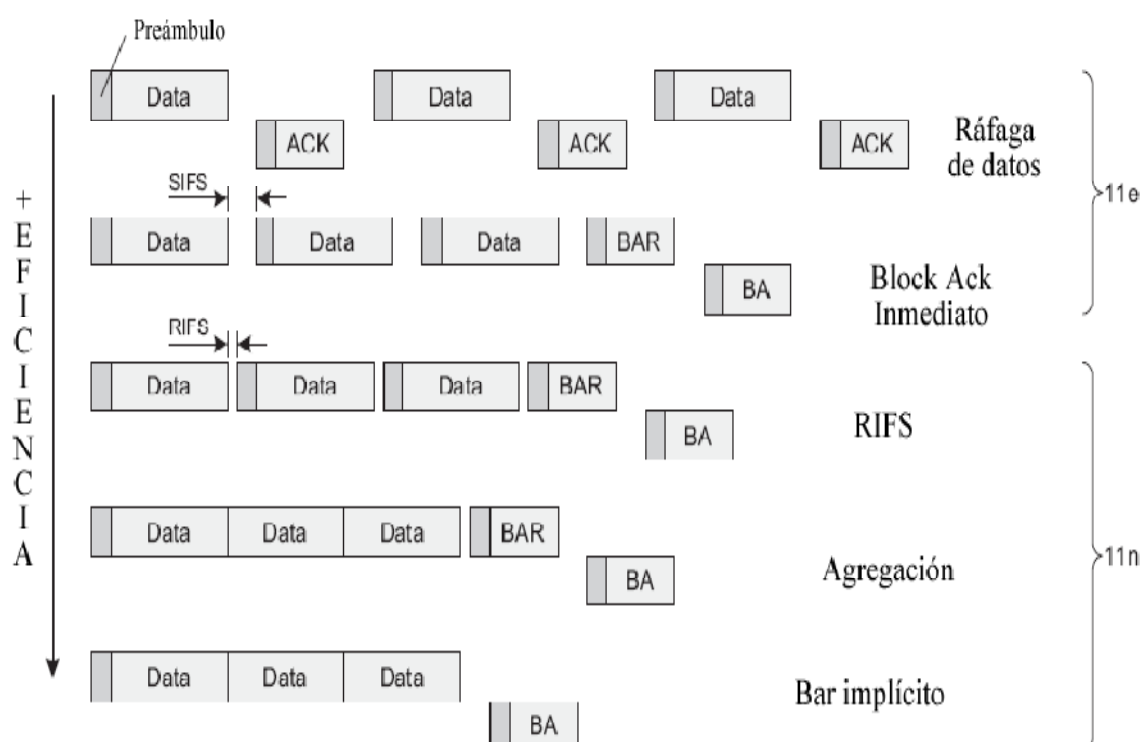 Preámbulo
Data Data Data
ACK ACK ACK
Ráfaga
de datos
11e
SIFS
Data Data Data BAR
BA
Block Ack
Inmediato
RIFS
Data Data Data BAR
BA
RIFS
Data Data Data BAR
BA
Agregación
11n
Data Data Data
BA
Bar implícito
+ EFICIENCIA